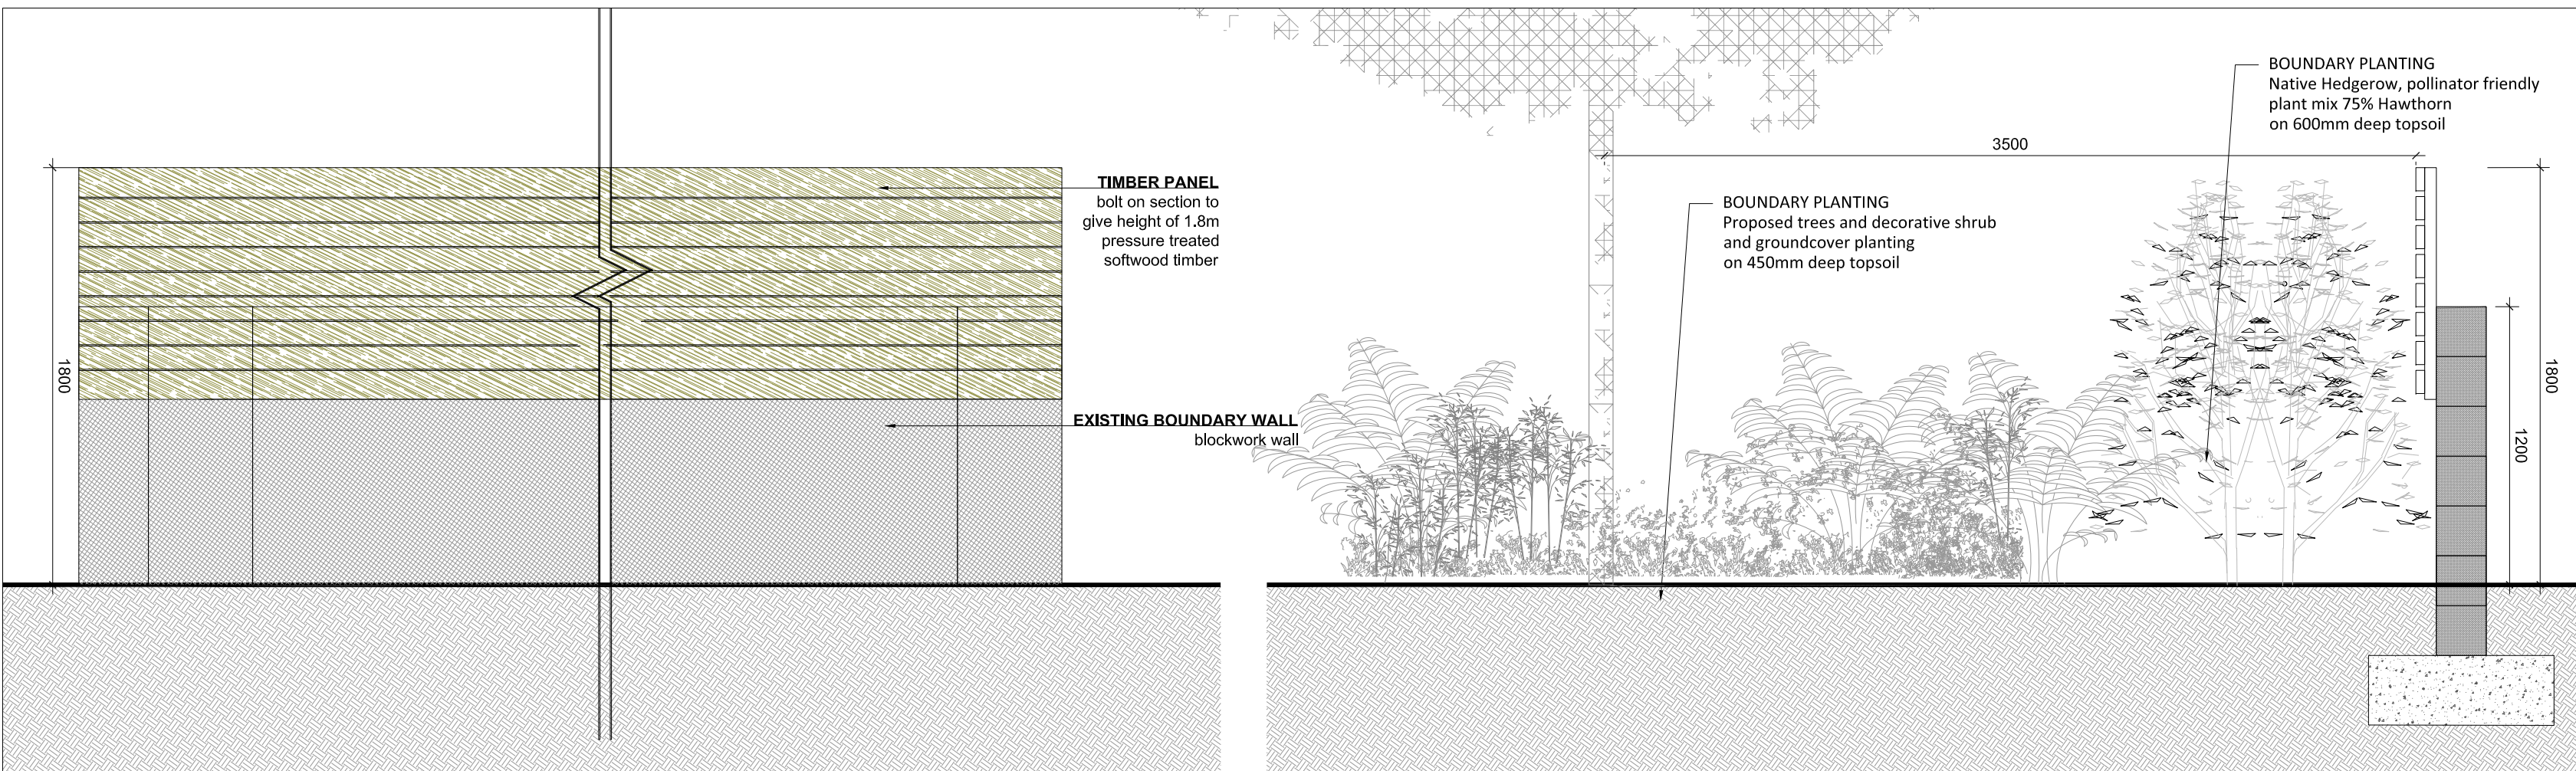 1800
TIMBER PANEL
bolt on section to
give height of 1.8m
pressure treated
softwood timber
EXISTING BOUNDARY WALL
blockwork wall
BOUNDARY PLANTING
Proposed trees and decorative shrub
and groundcover planting
on 450mm deep topsoil
3500
BOUNDARY PLANTING
Native Hedgerow, pollinator friendly
plant mix 75% Hawthorn
on 600mm deep topsoil
1200
1800